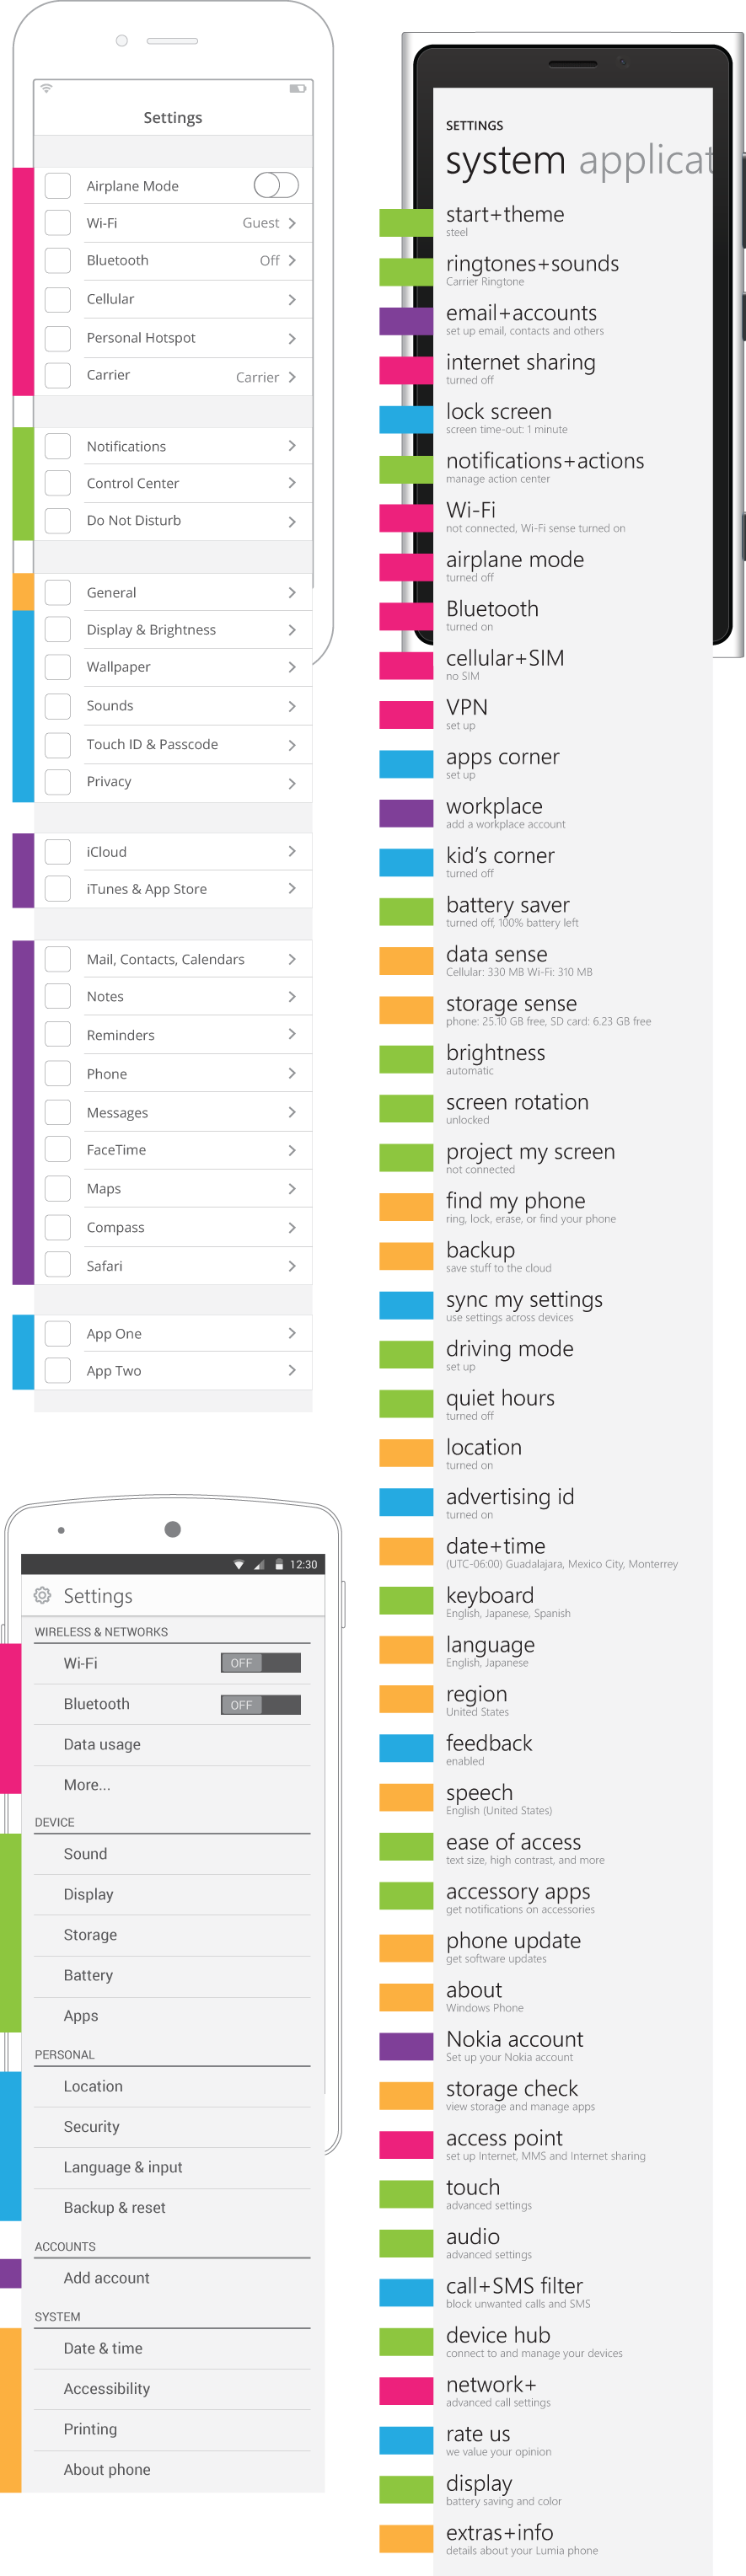 Settings
Airplane Mode
Wi-Fi Guest
Bluetooth Off
Cellular
Personal Hotspot
Carrier Carrier
Notifications
Control Center
Do Not Disturb
General
Display & Brightness
Wallpaper
Sounds
Touch ID & Passcode
Privacy
iCloud
iTunes & App Store
Mail, Contacts, Calendars
Notes
Reminders
Phone
Messages
FaceTime
Maps
Compass
Safari
App One
App Two
12:30
Settings
WIRELESS & NETWORKS
Wi-Fi OFF
Bluetooth OFF
Data usage
More...
DEVICE
Sound
Display
Storage
Battery
Apps
PERSONAL
Location
Security
Language & input
Backup & reset
ACCOUNTS
Add account
SYSTEM
Date & time
Accessibility
Printing
About phone
SETTINGS
system applicat
start+theme
steel
ringtones+sounds
Carrier Ringtone
email+accounts
set up email, contacts and others
internet sharing
turned off
lock screen
screen time-out: 1 minute
notifications+actions
manage action center
Wi-Fi
not connected, Wi-Fi sense turned on
airplane mode
turned off
Bluetooth
turned on
cellular+SIM
no SIM
VPN
set up
apps corner
set up
workplace
add a workplace account
kid's corner
turned off
battery saver
turned off, 100% battery left
data sense
Cellular: 330 MB Wi-Fi: 310 MB
storage sense
phone: 25.10 GB free, SD card: 6.23 GB free
brightness
automatic
screen rotation
unlocked
project my screen
not connected
find my phone
ring, lock, erase, or find your phone
backup
save stuff to the cloud
sync my settings
use settings across devices
driving mode
set up
quiet hours
turned off
location
turned on
advertising id
turned on
date+time
(UTC-06:00) Guadalajara, Mexico City, Monterrey
keyboard
English, Japanese, Spanish
language
English, Japanese
region
United States
feedback
enabled
speech
English (United States)
ease of access
text size, high contrast, and more
accessory apps
get notifications on accessories
phone update
get software updates
about
Windows Phone
Nokia account
Set up your Nokia account
storage check
view storage and manage apps
access point
set up Internet, MMS and Internet sharing
touch
advanced settings
audio
advanced settings
call+SMS filter
block unwanted calls and SMS
device hub
connect to and manage your devices
network+
advanced call settings
rate us
we value your opinion
display
battery saving and color
extras+info
details about your Lumia phone